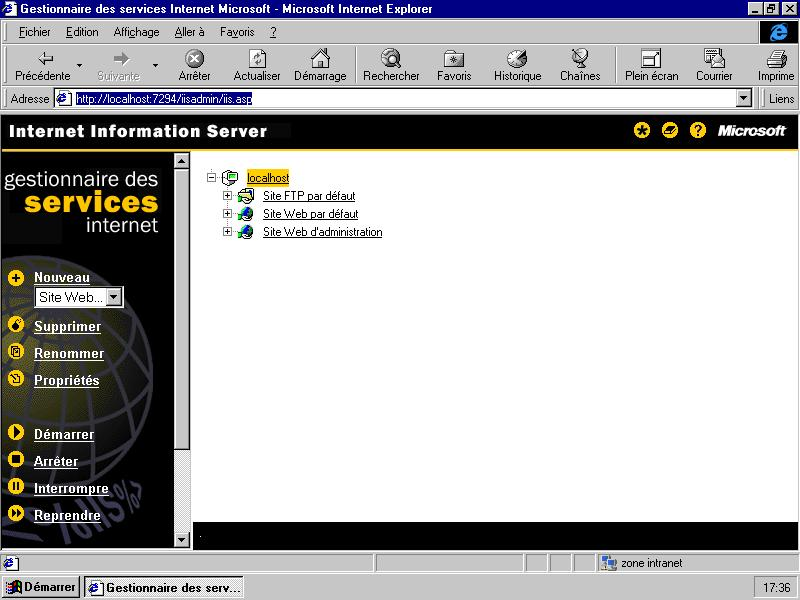 Gestionnaire des services Internet Microsoft - Microsoft Internet Explorer
Fichier Edition Affichage Aller à Favoris ?
Précédente Suivante Arrêter Actualiser Démarrage Rechercher Favoris Historique Chaînes Plein écran Courrier Imprime
Adresse http://localhost:7294/iisadmin/iis.asp Liens
Internet Information Server Microsoft
gestionnaire des
services
internet
localhost
Site FTP par défaut
Site Web par défaut
Site Web d'administration
Nouveau
Site Web...
Supprimer
Renommer
Propriétés
Démarrer
Arrêter
Interrompre
Reprendre
zone intranet
Démarrer Gestionnaire des serv... 17:36